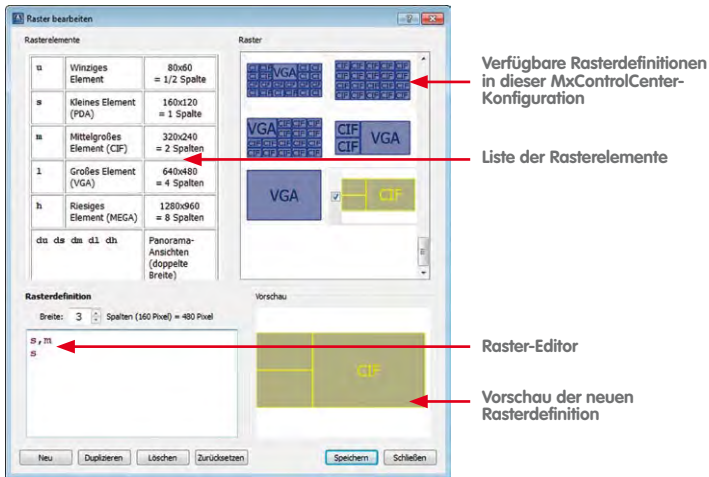 Raster bearbeiten
Rasterelemente
u Winziges Element 80x60 = 1/2 Spalte
s Kleines Element (PDA) 160x120 = 1 Spalte
m Mittelgroßes Element (CIF) 320x240 = 2 Spalten
l Großes Element (VGA) 640x480 = 4 Spalten
h Riesiges Element (MEGA) 1280x960 = 8 Spalten
du ds dm dl dh Panorama-Ansichten (doppelte Breite)
Raster
VGA
VGA
CIF
CIF
VGA
VGA
CIF
Rasterdefinition
Breite: 3 Spalten (160 Pixel) = 480 Pixel
s,m
s
Vorschau
CIF
Neu Duplizieren Löschen Zurücksetzen Speichern Schließen
Verfügbare Rasterdefinitionen
in dieser MxControlCenter-
Konfiguration
Liste der Rasterelemente
Raster-Editor
Vorschau der neuen
Rasterdefinition